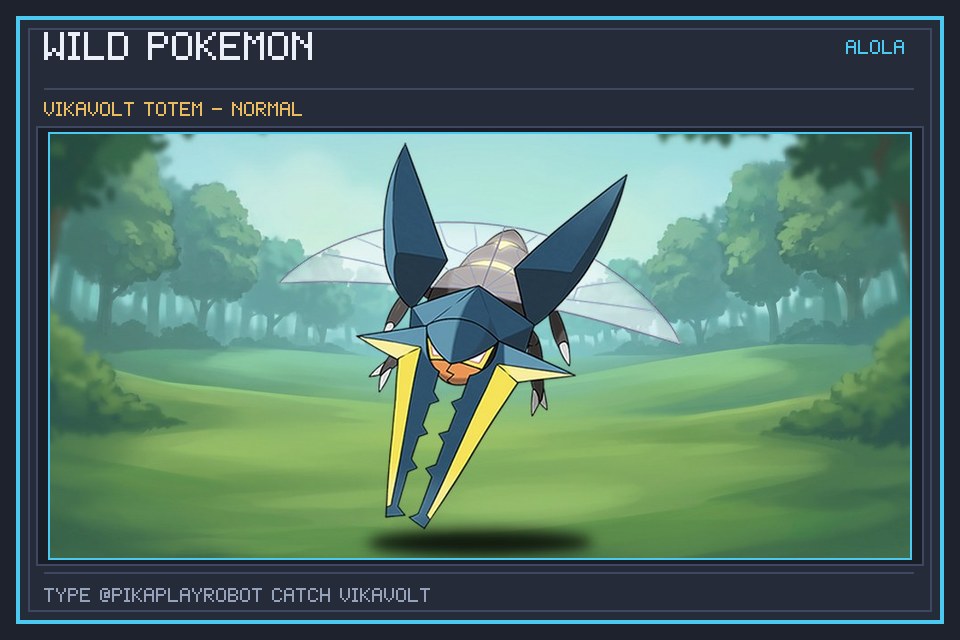 WILD POKEMON
ALOLA
VIKAVOLT TOTEM - NORMAL
TYPE @PIKAPLAYROBOT CATCH VIKAVOLT